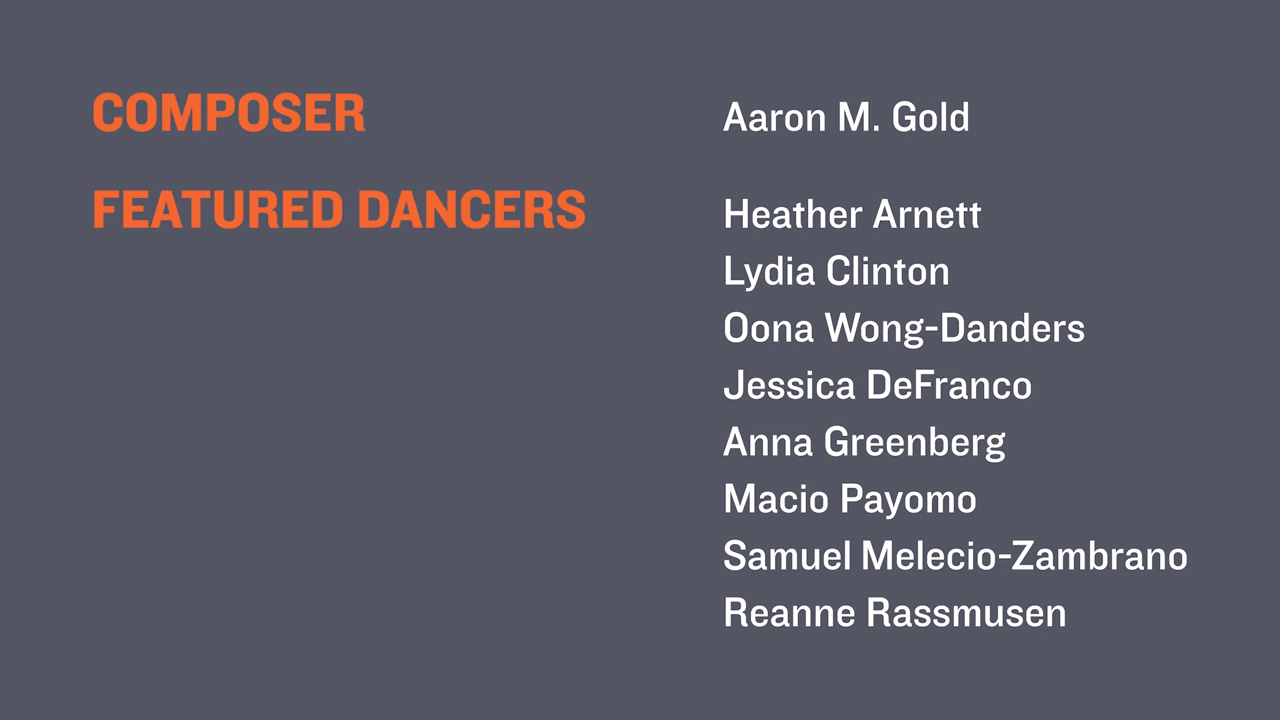 COMPOSER Aaron M. Gold
FEATURED DANCERS Heather Arnett
Lydia Clinton
Oona Wong-Danders
Jessica DeFranco
Anna Greenberg
Macio Payomo
Samuel Melecio-Zambrano
Reanne Rassmusen